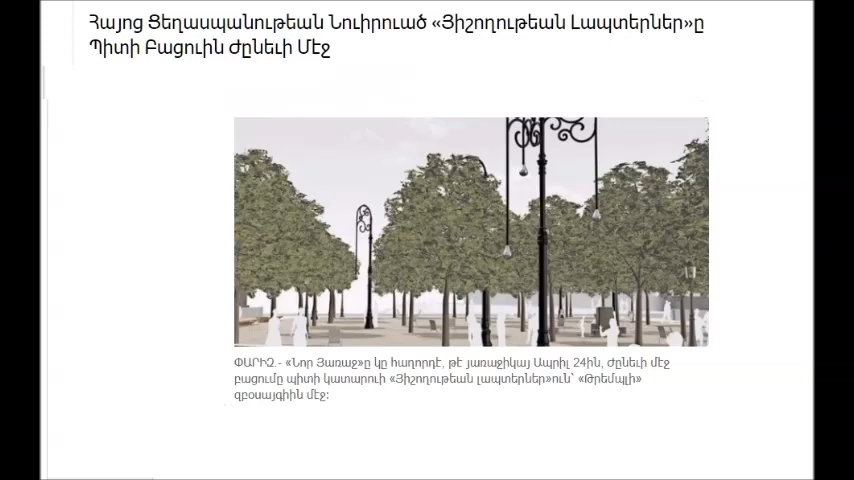 Հայոց Ցեղասպանութեան Նուիրուած «Յիշողութեան Լապտերներ»ը
Պիտի Բացուին Ժընեւի Մէջ
ՓԱՐԻԶ.- «Նոր Յառաջ»ը կը հաղորդէ, թէ յառաջիկայ Ապրիլ 24ին, Ժընեւի մէջ
բացումը պիտի կատարուի «Յիշողութեան լապտերներ»ուն՝ «Թրեմպլի»
զբօսայգիին մէջ: